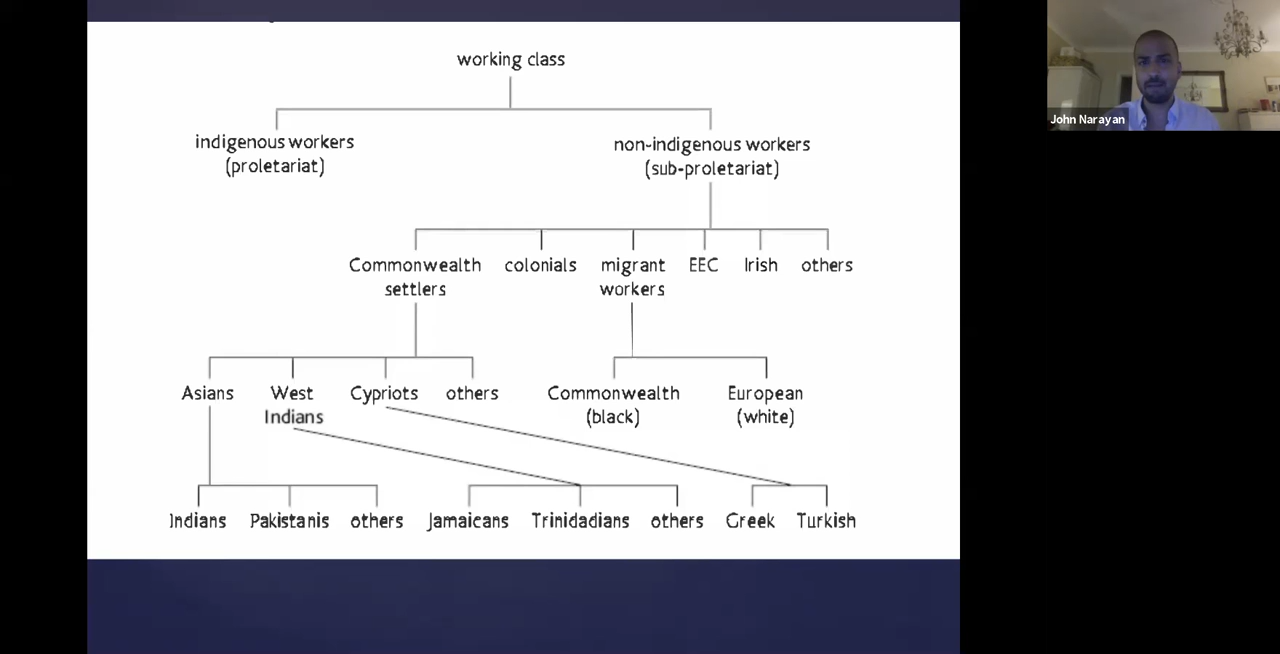 working class
indigenous workers
(proletariat)
non-indigenous workers
(sub-proletariat)
Commonwealth
settlers
colonials
migrant
workers
EEC
Irish
others
Asians
West
Indians
Cypriots
others
Commonwealth
(black)
European
(white)
Indians
Pakistanis
others
Jamaicans
Trinidadians
others
Greek
Turkish
John Narayan